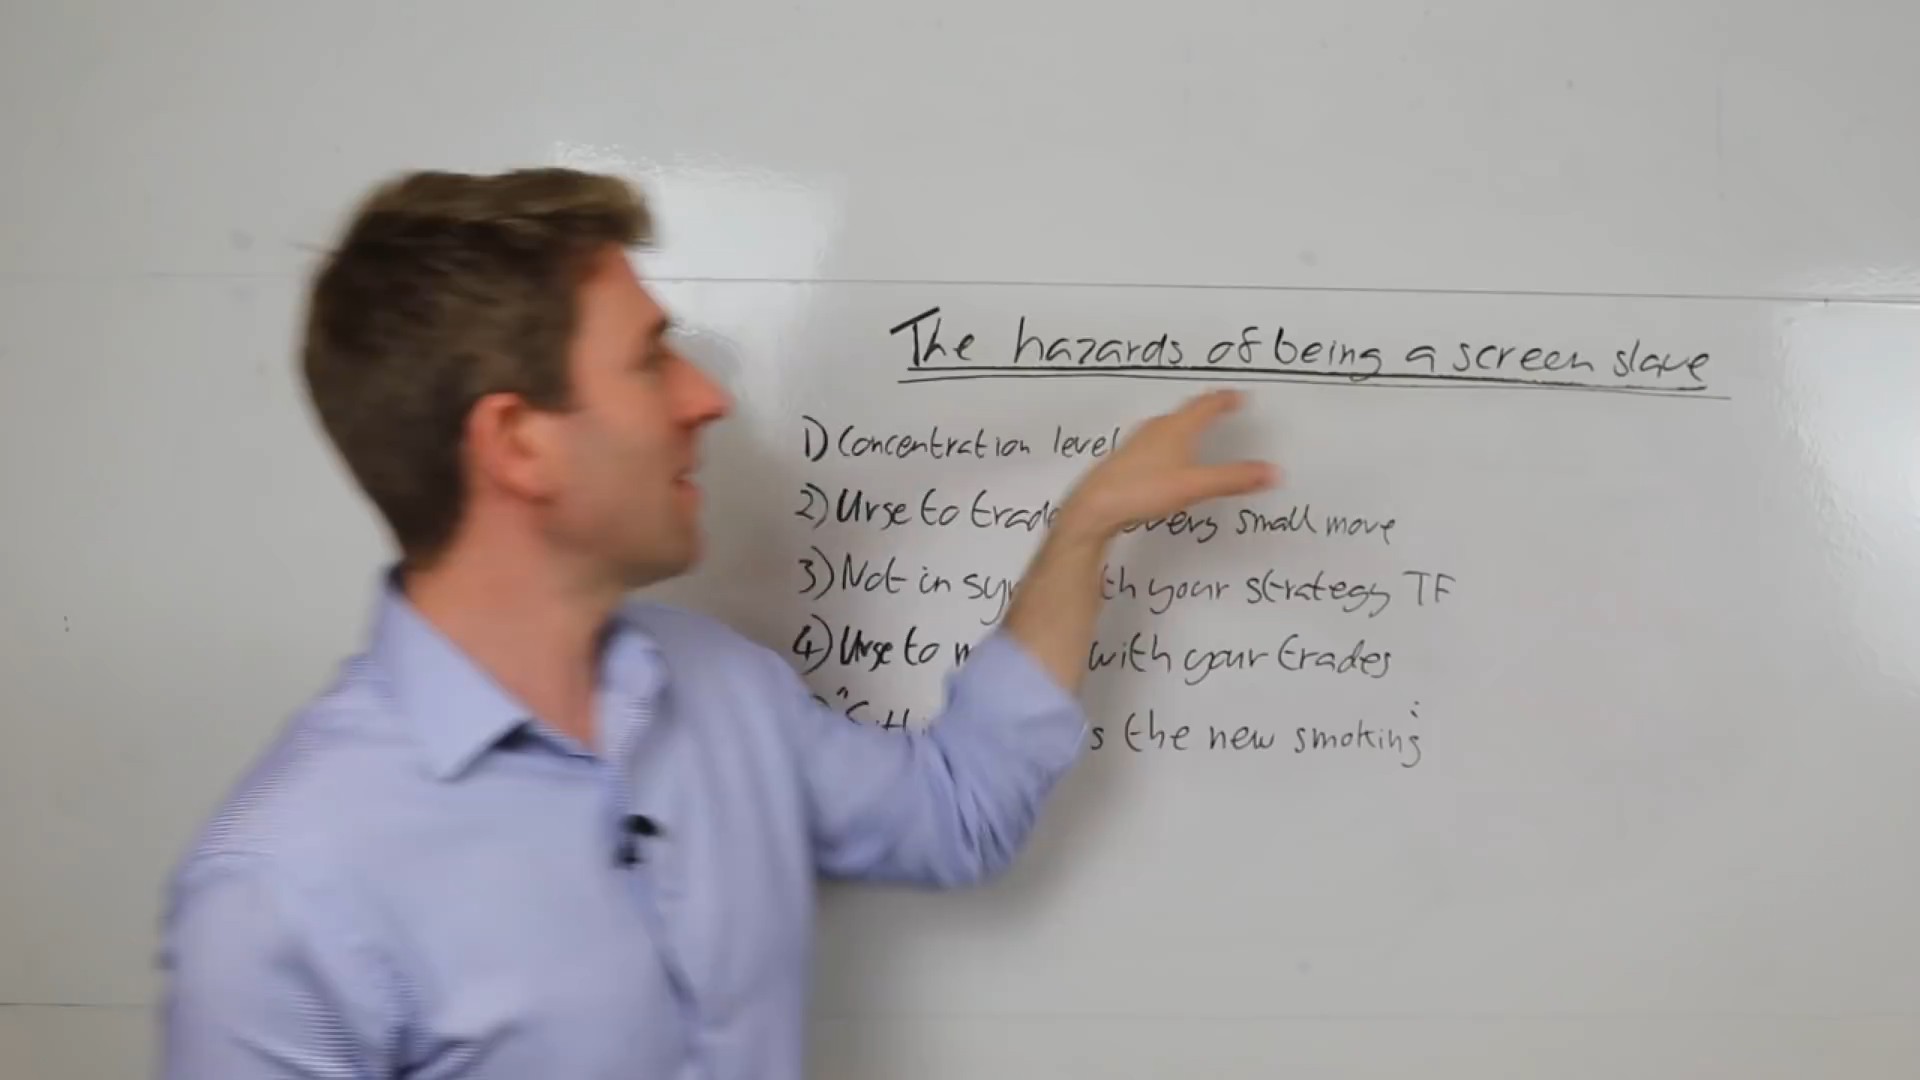 The hazards of being a screen slave
1) Concentration level
2) Urge to trade every small move
3) Not in with your strategy TF
4) Urge to with your trades
the new smoking"